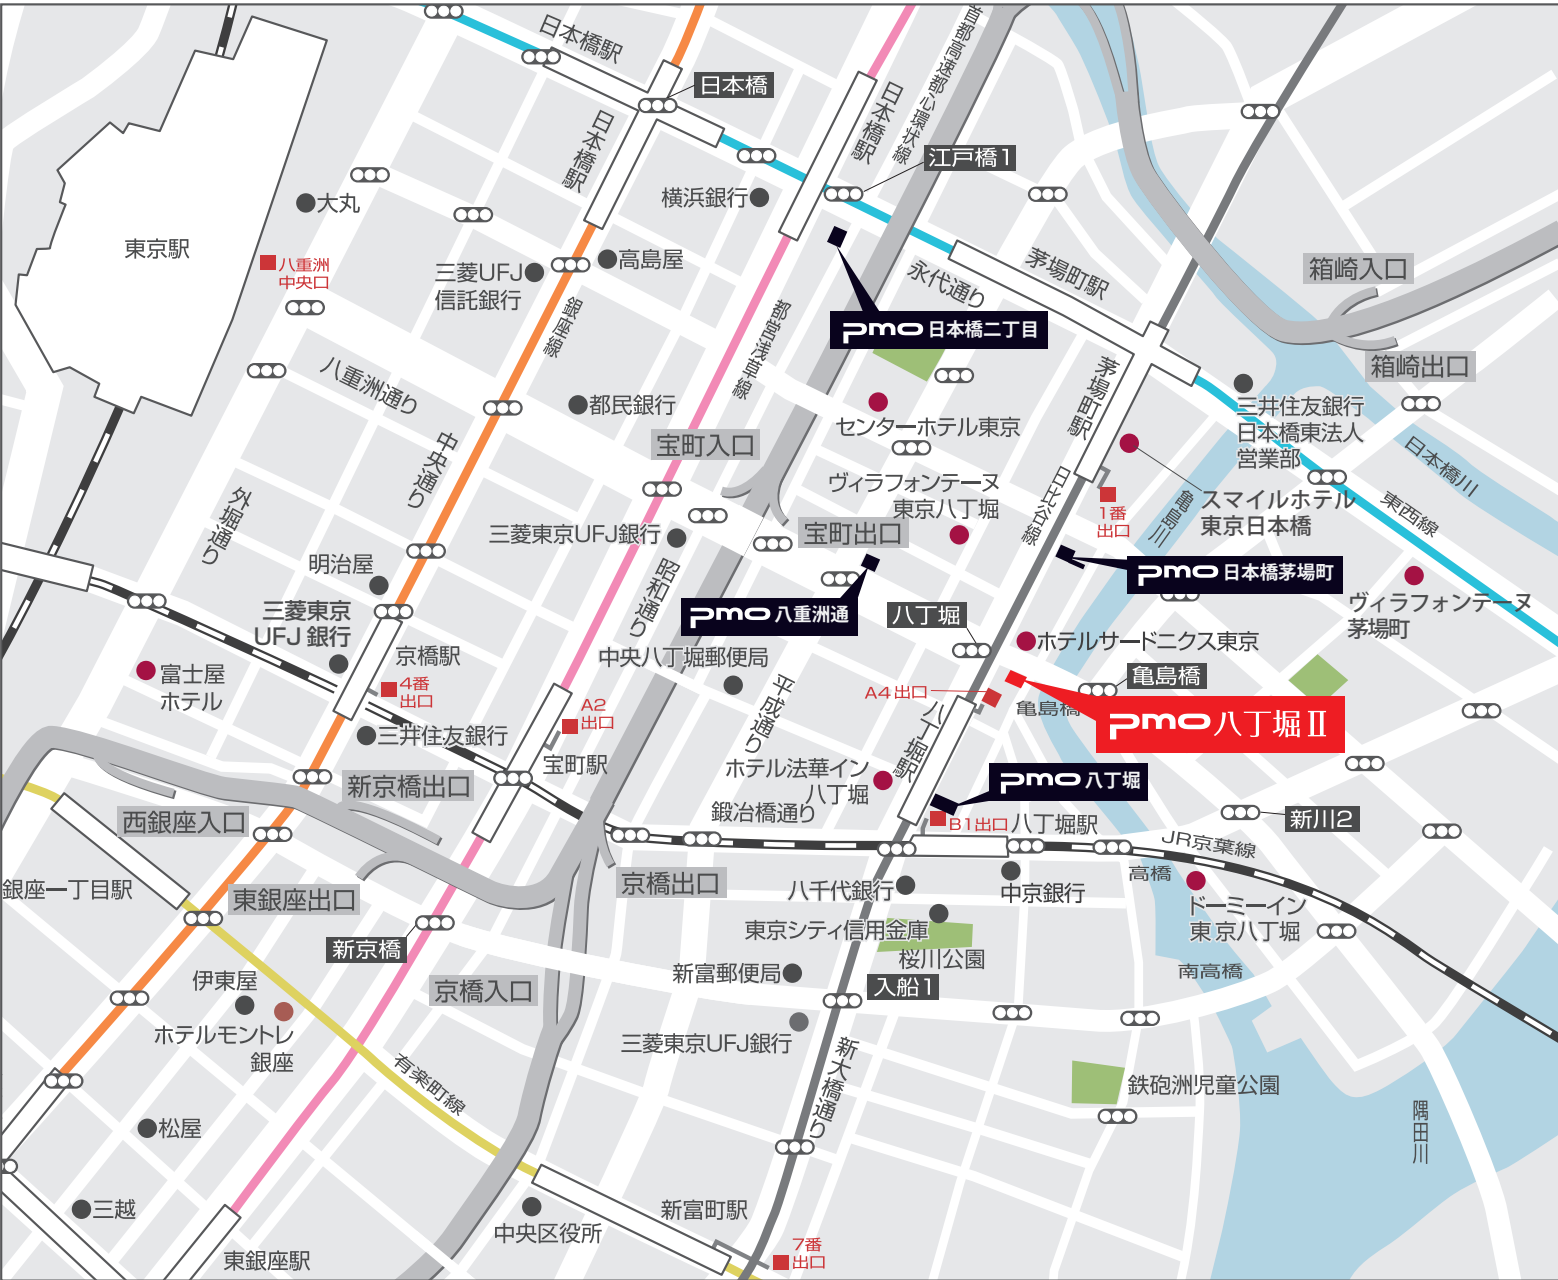 日本橋駅
首都高速都心環状線
日本橋
日本橋駅
日本橋駅
江戸橋1
横浜銀行
大丸
東京駅
八重洲
中央口
三菱UFJ
信託銀行
高島屋
永代通り
茅場町駅
箱崎入口
銀座線
都営浅草線
pmo 日本橋二丁目
八重洲通り
箱崎出口
茅場町駅
都民銀行
センターホテル東京
三井住友銀行
日本橋東法人
営業部
宝町入口
中央通り
日本橋川
外堀通り
ヴィラフォンテーヌ
東京八丁堀
日比谷線
亀島川
1番
出口
スマイルホテル
東京日本橋
東西線
三菱東京UFJ銀行
宝町出口
明治屋
昭和通り
pmo 日本橋茅場町
三菱東京
UFJ 銀行
pmo 八重洲通
八丁堀
ヴィラフォンテーヌ
茅場町
京橋駅
中央八丁堀郵便局
ホテルサードニクス東京
富士屋
ホテル
4番
出口
平成通り
A4出口
亀島橋
亀島橋
A2
出口
八丁堀駅
pmo 八丁堀Ⅱ
三井住友銀行
宝町駅
ホテル法華イン
八丁堀
新京橋出口
pmo 八丁堀
西銀座入口
鍛冶橋通り
B1出口
八丁堀駅
新川2
JR京葉線
銀座一丁目駅
東銀座出口
京橋出口
八千代銀行
中京銀行
高橋
ドーミーイン
東京八丁堀
新京橋
東京シティ信用金庫
桜川公園
京橋入口
新富郵便局
入船1
南高橋
伊東屋
ホテルモントレ
銀座
三菱東京UFJ銀行
有楽町線
新大橋通り
鉄砲洲児童公園
隅田川
松屋
三越
中央区役所
新富町駅
東銀座駅
7番
出口